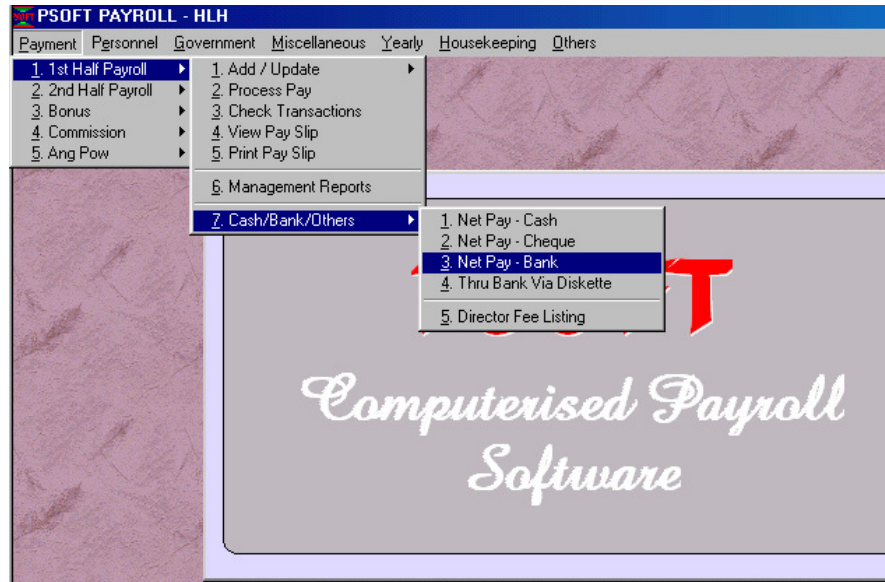 PSOFT PAYROLL - HLH
Payment Personnel Government Miscellaneous Yearly Housekeeping Others
1. 1st Half Payroll
2. 2nd Half Payroll
3. Bonus
4. Commission
5. Ang Pow
1. Add / Update
2. Process Pay
3. Check Transactions
4. View Pay Slip
5. Print Pay Slip
6. Management Reports
7. Cash/Bank/Others
1. Net Pay - Cash
2. Net Pay - Cheque
3. Net Pay - Bank
4. Thru Bank Via Diskette
5. Director Fee Listing
Computerised Payroll
Software